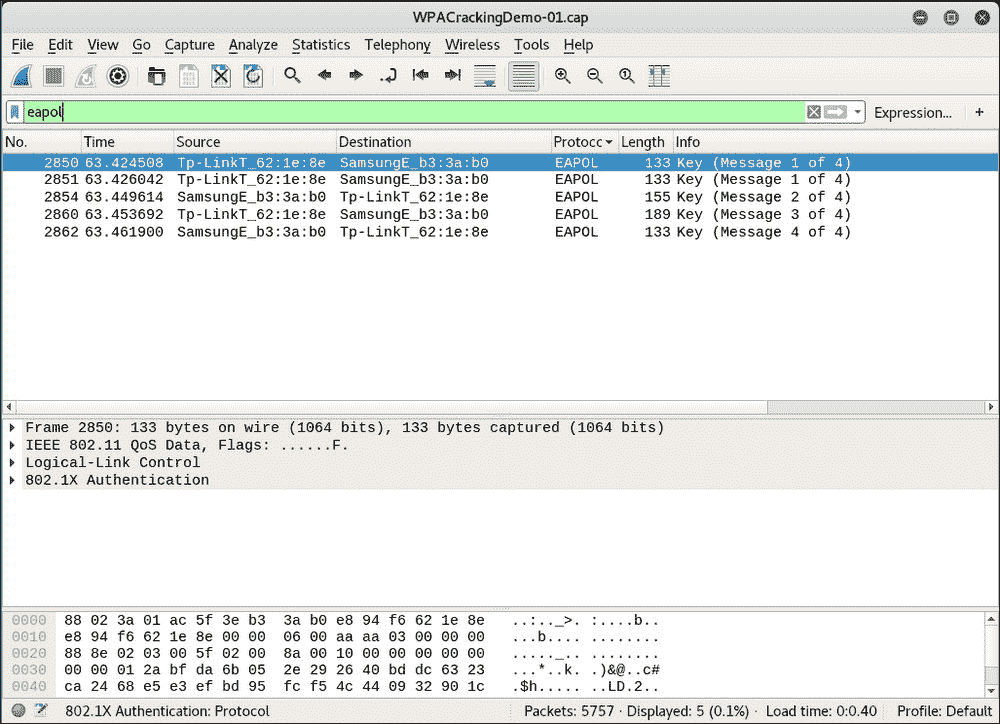 WPACrackingDemo-01.cap
File Edit View Go Capture Analyze Statistics Telephony Wireless Tools Help
eapol Expression... +
No. Time Source Destination Protocc Length Info
2850 63.424508 Tp-LinkT_62:1e:8e SamsungE_b3:3a:b0 EAPOL 133 Key (Message 1 of 4)
2851 63.426042 Tp-LinkT_62:1e:8e SamsungE_b3:3a:b0 EAPOL 133 Key (Message 1 of 4)
2854 63.449614 SamsungE_b3:3a:b0 Tp-LinkT_62:1e:8e EAPOL 155 Key (Message 2 of 4)
2860 63.453692 Tp-LinkT_62:1e:8e SamsungE_b3:3a:b0 EAPOL 189 Key (Message 3 of 4)
2862 63.461900 SamsungE_b3:3a:b0 Tp-LinkT_62:1e:8e EAPOL 133 Key (Message 4 of 4)
Frame 2850: 133 bytes on wire (1064 bits), 133 bytes captured (1064 bits)
IEEE 802.11 QoS Data, Flags: ......F.
Logical-Link Control
802.1X Authentication
0000 88 02 3a 01 ac 5f 3e b3 3a b0 e8 94 f6 62 1e 8e ..:.._>. :....b..
0010 e8 94 f6 62 1e 8e 00 00 06 00 aa aa 03 00 00 00 ...b.... ........
0020 88 8e 02 03 00 5f 02 00 8a 00 10 00 00 00 00 00 ....._.. ........
0030 00 00 01 2a bf da 6b 05 2e 29 26 40 bd dc 63 23 ...*..k. .)&@..c#
0040 ca 24 68 e5 e3 ef bd 95 fc f5 4c 44 09 32 90 1c .$h..... ..LD.2..
802.1X Authentication: Protocol Packets: 5757 · Displayed: 5 (0.1%) · Load time: 0:0.40 Profile: Default